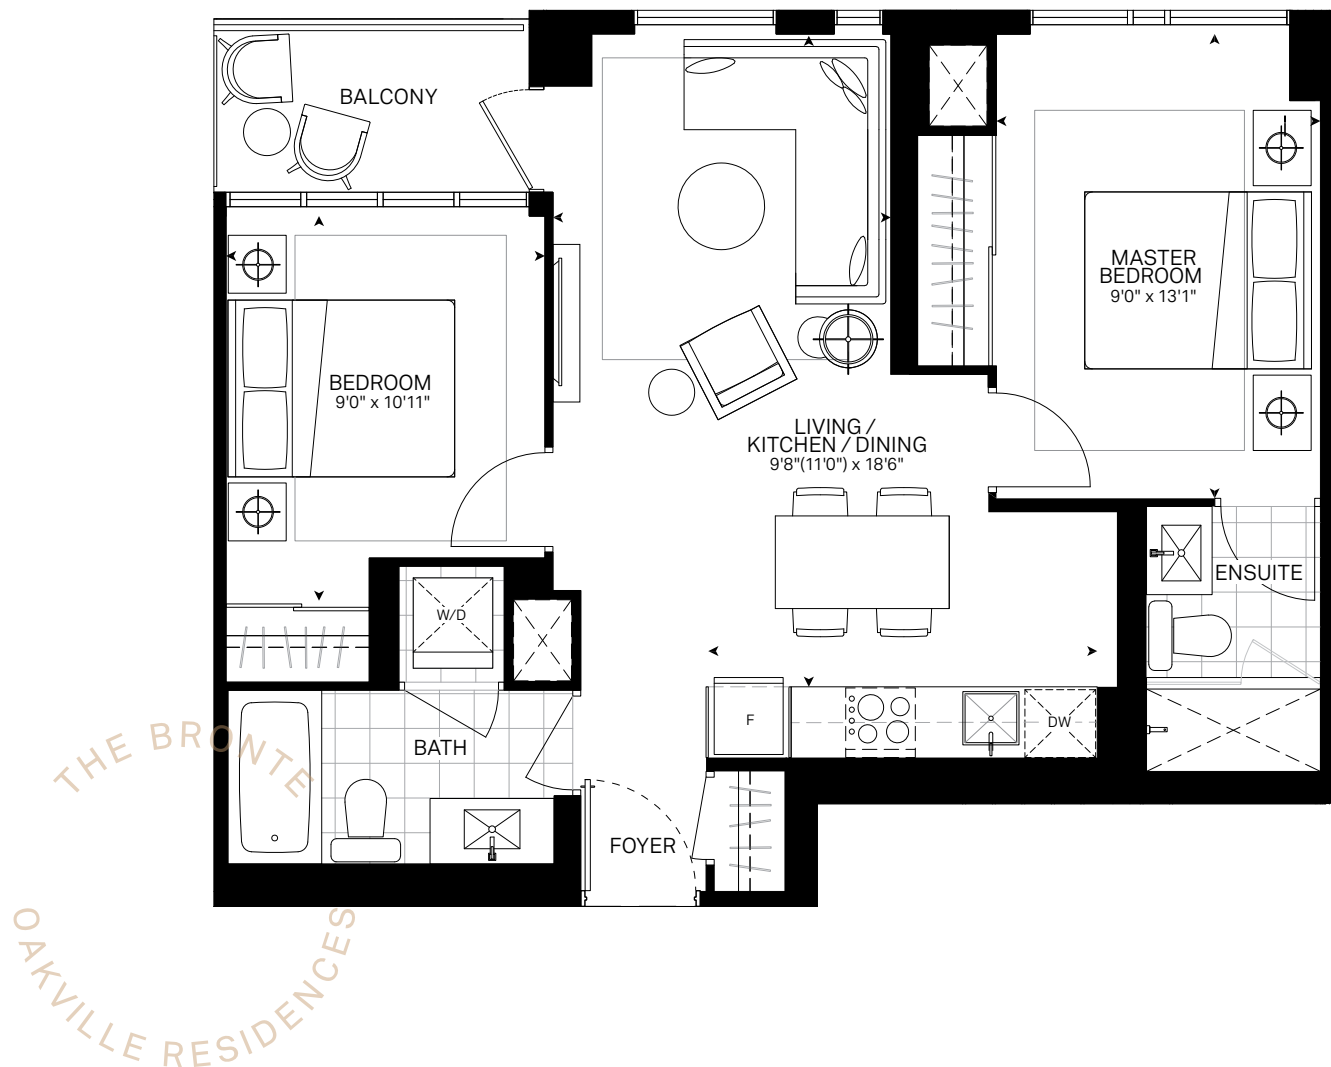 BALCONY
X
MASTER
BEDROOM
9'0" x 13'1"
BEDROOM
9'0" x 10'11"
LIVING /
KITCHEN / DINING
9'8"(11'0") x 18'6"
ENSUITE
W/D
X
F
DW
BATH
FOYER
THE BRONTE
OAKVILLE RESIDENCES